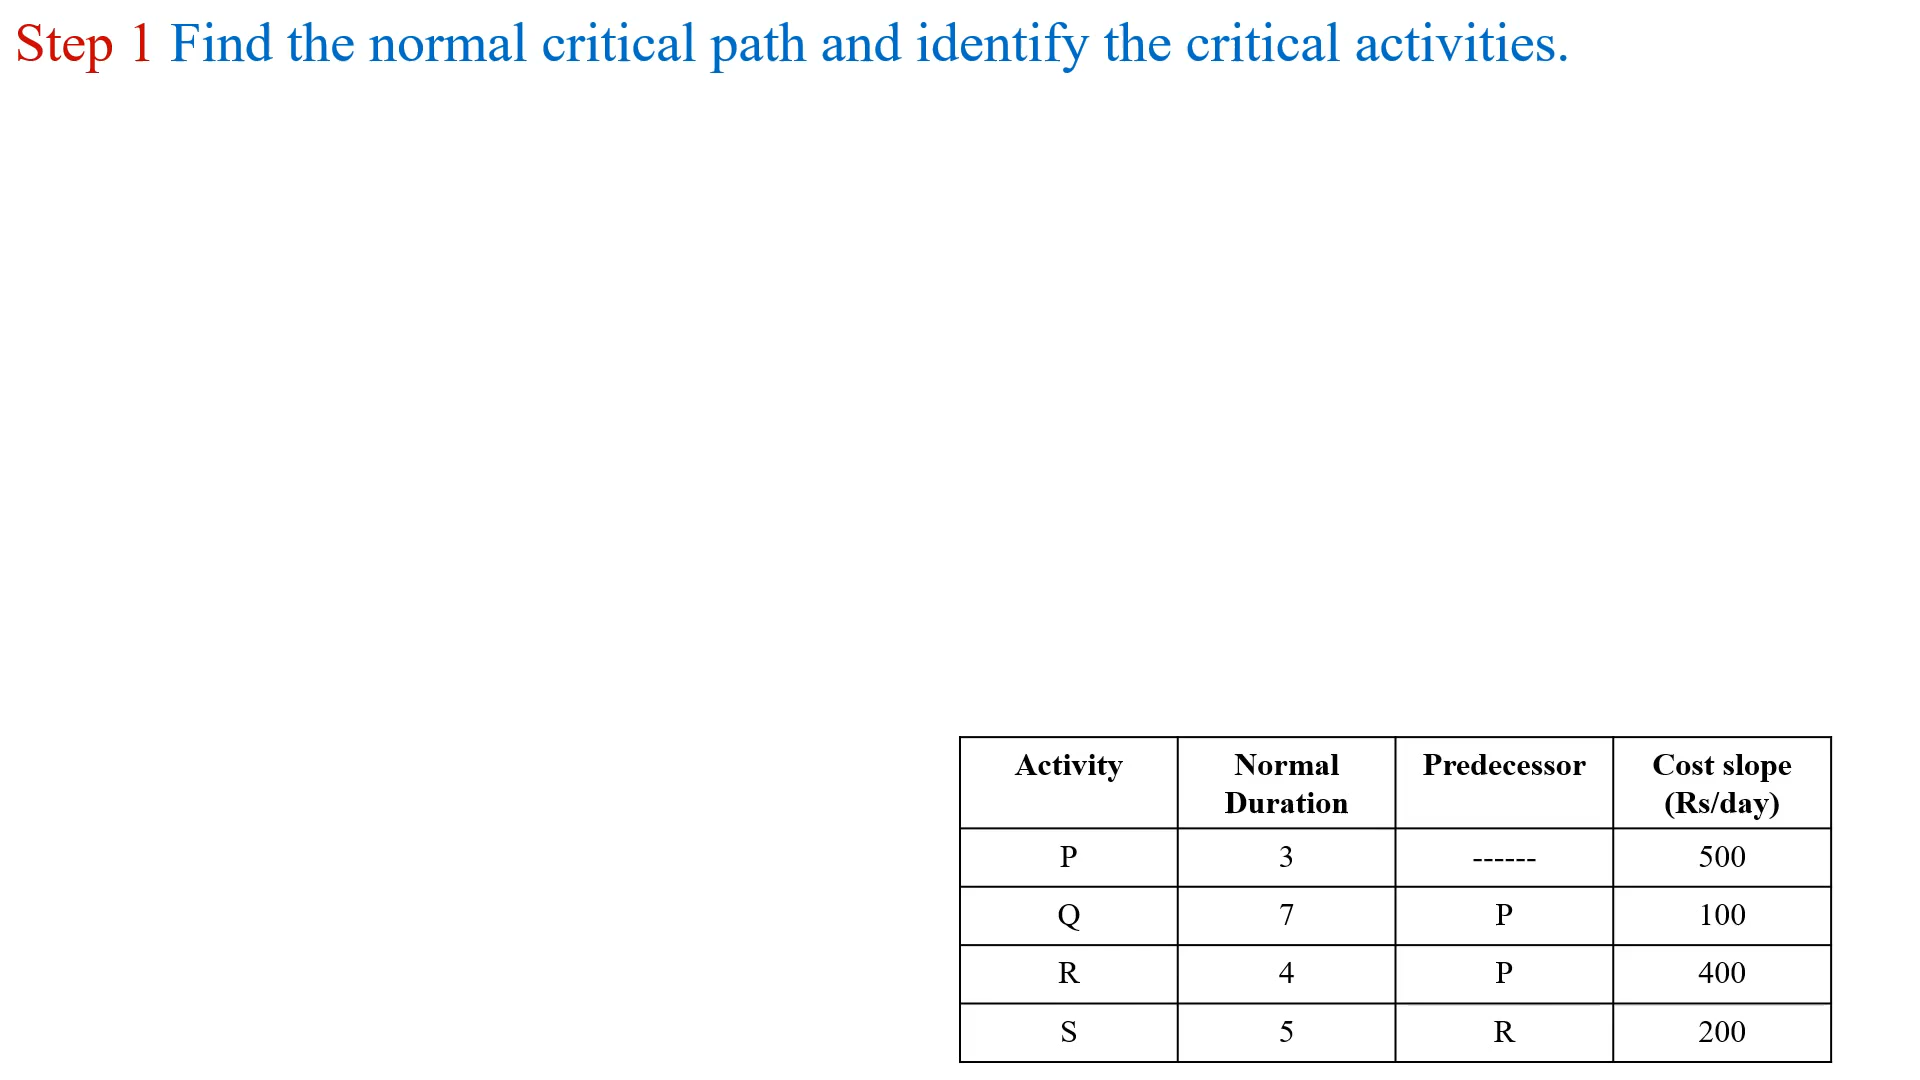 Step 1 Find the normal critical path and identify the critical activities.
Activity Normal Duration Predecessor Cost slope (Rs/day)
P 3 ------ 500
Q 7 P 100
R 4 P 400
S 5 R 200